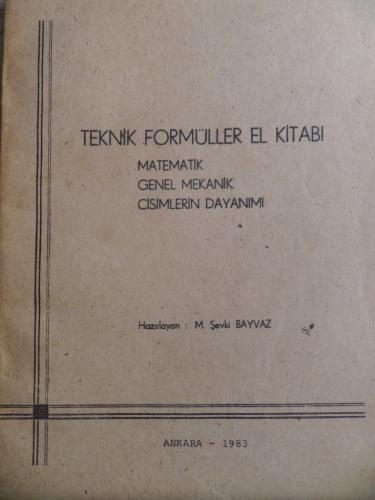 TEKNİK FORMÜLLER EL KİTABI
MATEMATİK
GENEL MEKANİK
CİSİMLERİN DAYANIMI
Hazırlayan : M. Şevki BAYVAZ
ANKARA - 1983